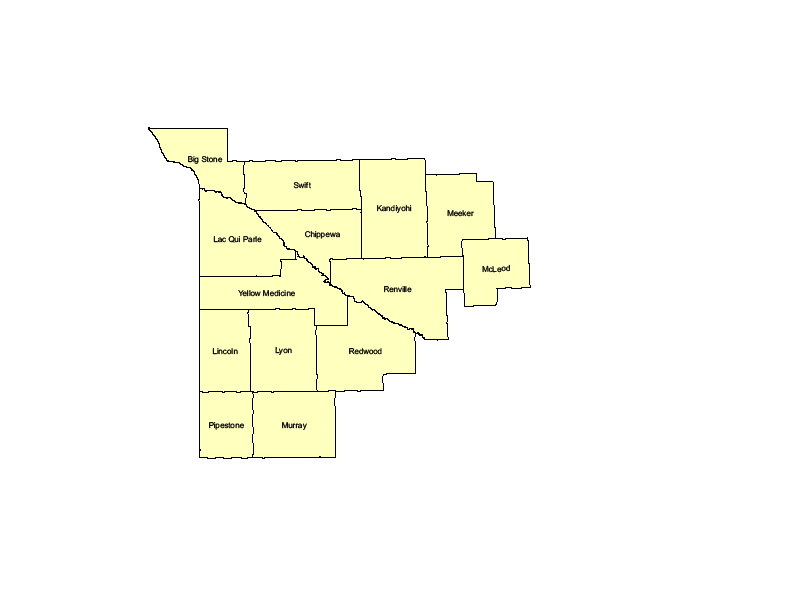 Big Stone
Swift
Kandiyohi
Meeker
Lac Qui Parle
Chippewa
McLeod
Yellow Medicine
Renville
Lincoln
Lyon
Redwood
Pipestone
Murray